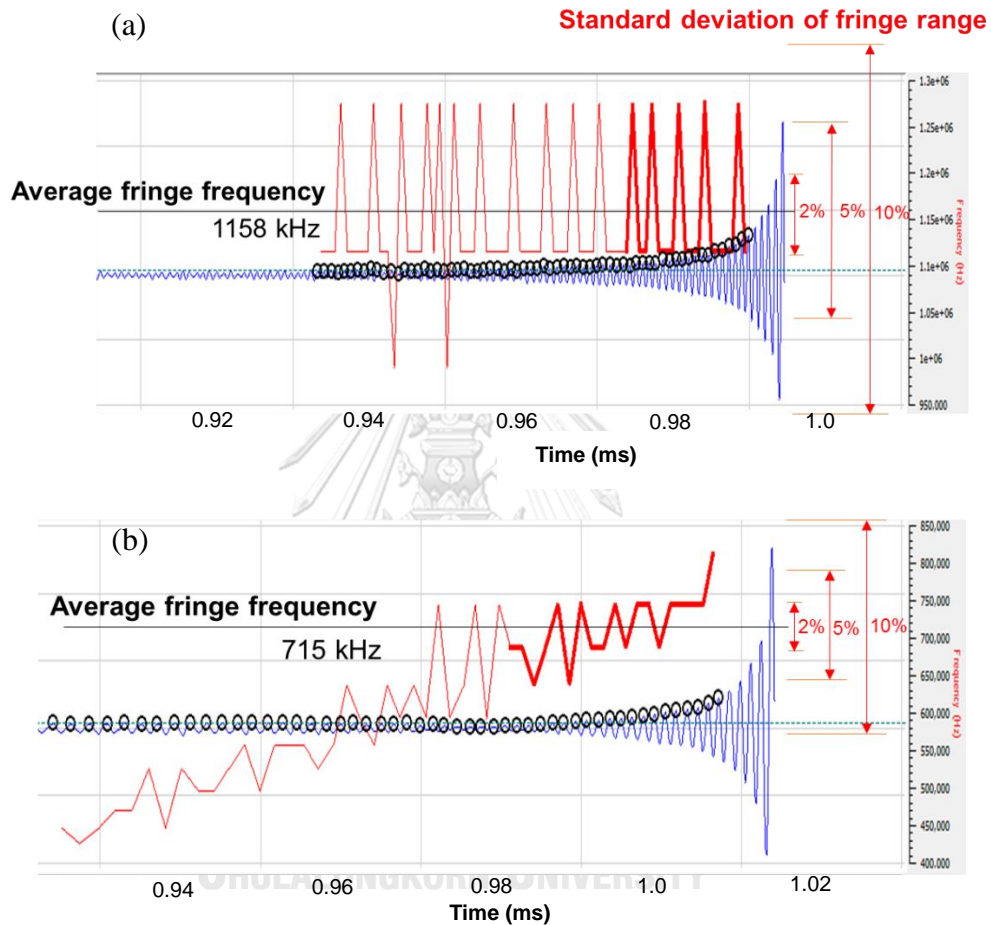 (a)
Standard deviation of fringe range
1.3e+06
1.25e+06
1.2e+06
1.15e+06
1.1e+06
1.05e+06
1e+06
950.000
Frequency (Hz)
Average fringe frequency
1158 kHz
2%
5%
10%
0.92
0.94
0.96
0.98
1.0
Time (ms)
(b)
850.000
800.000
750.000
700.000
650.000
600.000
550.000
500.000
450.000
400.000
Frequency (Hz)
Average fringe frequency
715 kHz
2%
5%
10%
0.94
0.96
0.98
1.0
1.02
CHULALONGKORN UNIVERSITY
Time (ms)